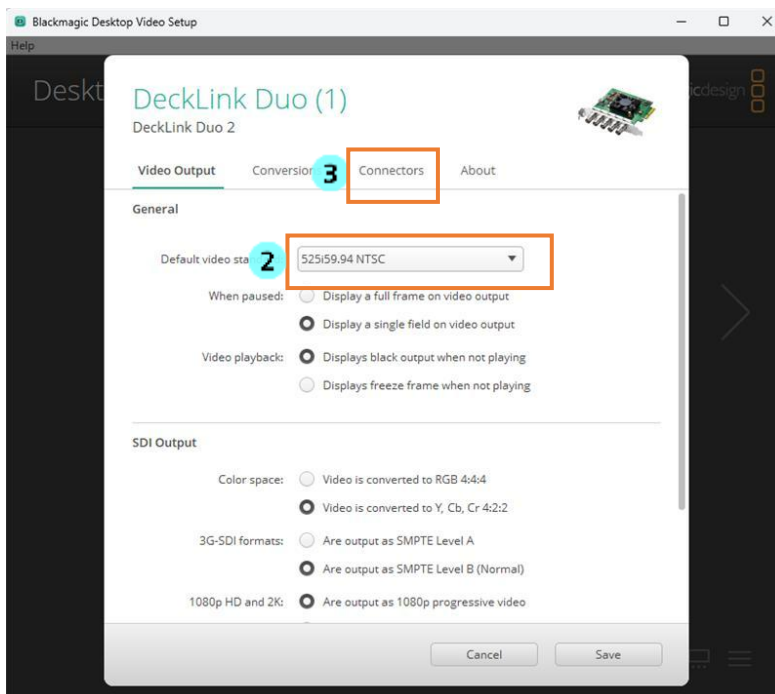 Blackmagic Desktop Video Setup
Help
DeckLink Duo (1)
DeckLink Duo 2
Video Output 3 Connectors About
General
2 525i59.94 NTSC
When paused: Display a full frame on video output
Display a single field on video output
Video playback: Displays black output when not playing
Displays freeze frame when not playing
SDI Output
Color space: Video is converted to RGB 4:4:4
Video is converted to Y, Cb, Cr 4:2:2
3G-SDI formats: Are output as SMPTE Level A
Are output as SMPTE Level B (Normal)
1080p HD and 2K: Are output as 1080p progressive video
Cancel Save